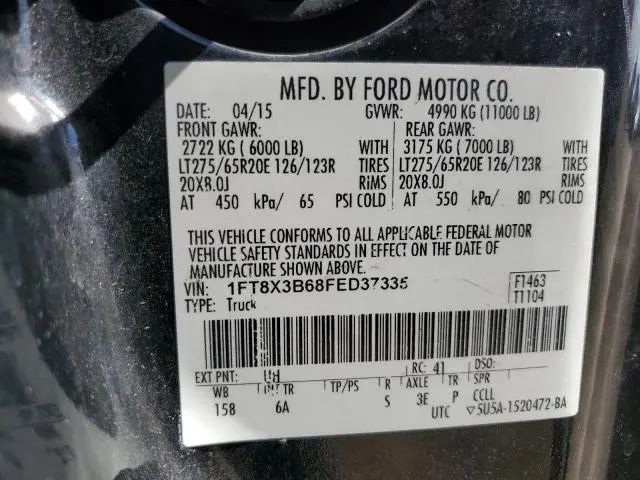 MFD. BY FORD MOTOR CO.
DATE: 04/15 GVWR: 4990 KG (11000 LB)
FRONT GAWR: REAR GAWR:
2722 KG ( 6000 LB) WITH 3175 KG ( 7000 LB) WITH
LT275/65R20E 126/123R TIRES LT275/65R20E 126/123R TIRES
20X8.0J RIMS 20X8.0J RIMS
AT 450 kPa/ 65 PSI COLD AT 550 kPa/ 80 PSI COLD
THIS VEHICLE CONFORMS TO ALL APPLICABLE FEDERAL MOTOR
VEHICLE SAFETY STANDARDS IN EFFECT ON THE DATE OF
MANUFACTURE SHOWN ABOVE.
VIN: 1FT8X3B68FED37335 F1463
TYPE: Truck T1104
EXT PNT: UH RC: 41 DSO:
WB INT TR TP/PS R AXLE TR SPR
158 6A S 3E P CCLL
UTC ▽5U5A-1520472-BA